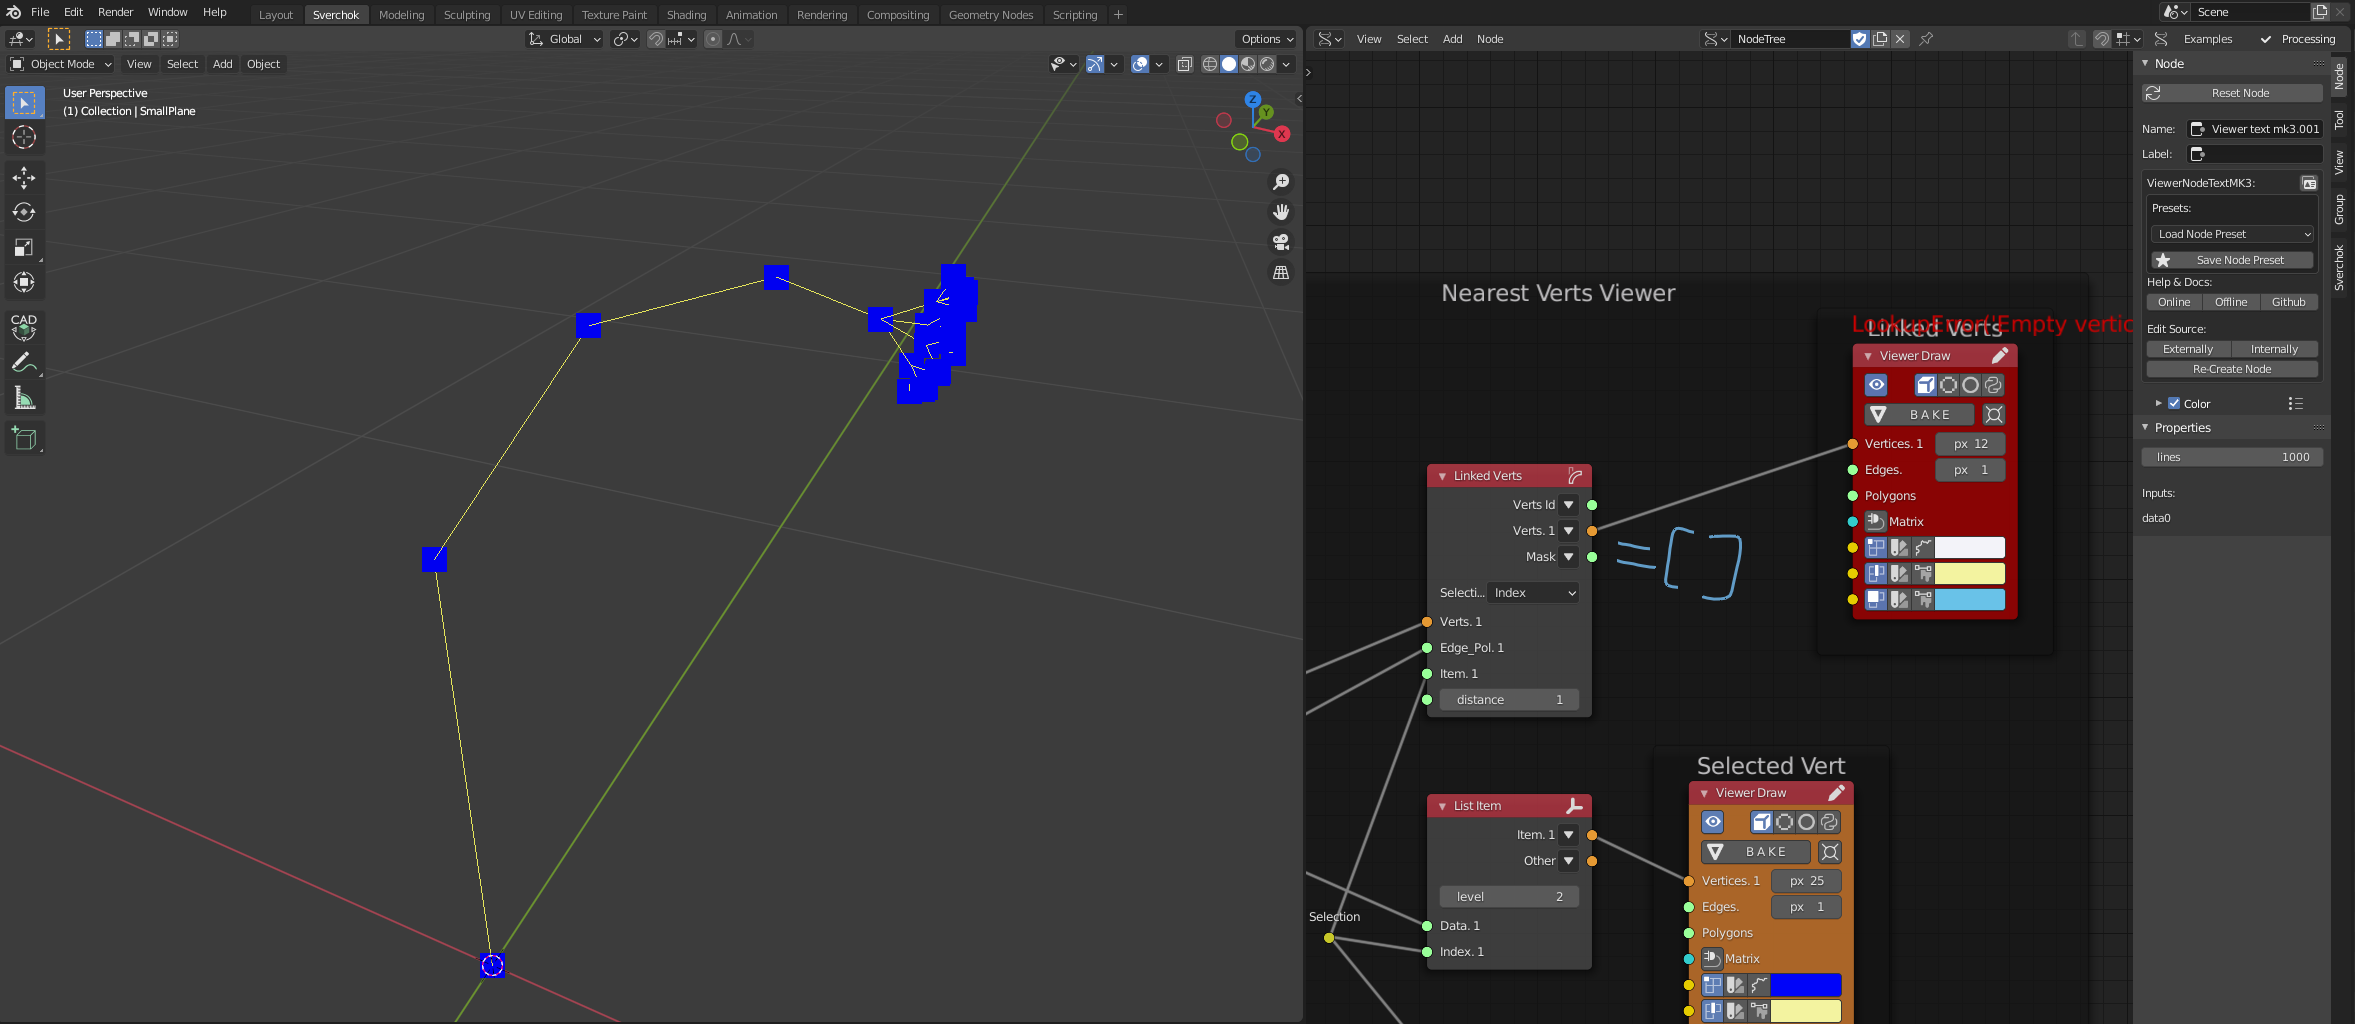 File Edit Render Window Help
Layout Sverchok Modeling Sculpting UV Editing Texture Paint Shading Animation Rendering Compositing Geometry Nodes Scripting +
Scene
Global
Options
View Select Add Node
NodeTree
Examples
Processing
Object Mode View Select Add Object
User Perspective
(1) Collection | SmallPlane
Z
Y
X
CAD
Nearest Verts Viewer
Linked Verts
LookupError('Empty vertic
Viewer Draw
BAKE
Vertices. 1 px 12
Edges. px 1
Polygons
Matrix
Linked Verts
Verts Id
Verts. 1
Mask
= [ ]
Selecti... Index
Verts. 1
Edge_Pol. 1
Item. 1
distance 1
List Item
Item. 1
Other
level 2
Data. 1
Index. 1
Selection
Selected Vert
Viewer Draw
BAKE
Vertices. 1 px 25
Edges. px 1
Polygons
Matrix
Node
Reset Node
Name: Viewer text mk3.001
Label:
ViewerNodeTextMK3:
Presets:
Load Node Preset
Save Node Preset
Help & Docs:
Online Offline Github
Edit Source:
Externally Internally
Re-Create Node
Color
Properties
lines 1000
Inputs:
data0
Node
Tool
View
Group
Sverchok